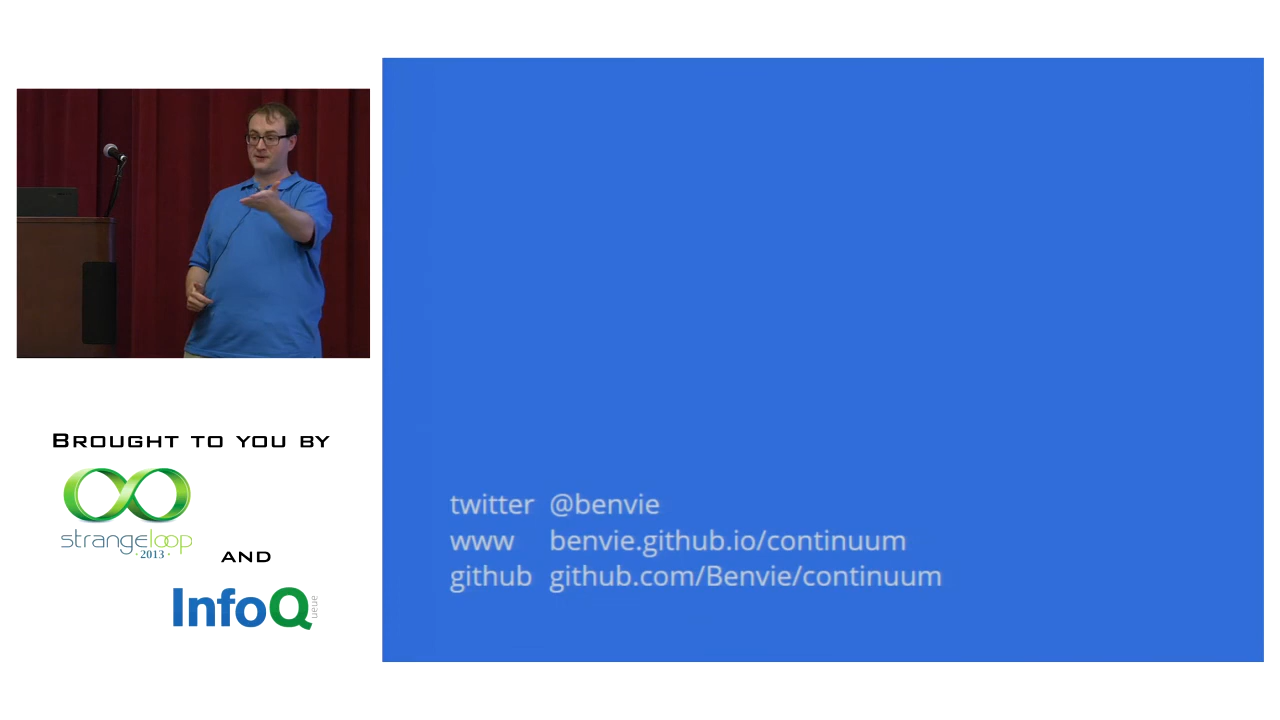 BROUGHT TO YOU BY
strangeloop
· 2013 ·
AND
InfoQ
ueue
twitter @benvie
www benvie.github.io/continuum
github github.com/Benvie/continuum